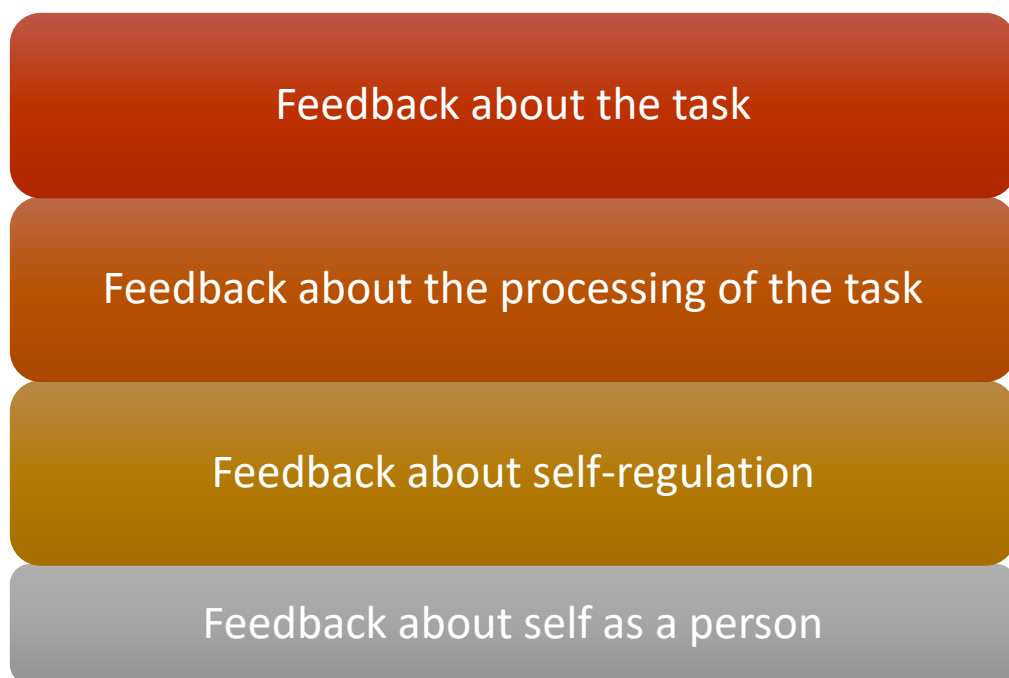 Feedback about the task
Feedback about the processing of the task
Feedback about self-regulation
Feedback about self as a person